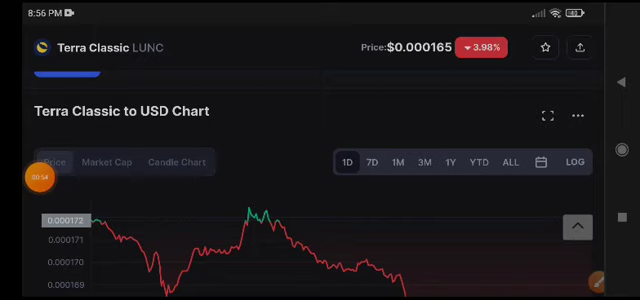 8:56 PM
Terra Classic LUNC
Price:$0.000165 3.98%
Terra Classic to USD Chart
Price Market Cap Candle Chart
1D 7D 1M 3M 1Y YTD ALL LOG
00:54
0.000172
0.000171
0.000170
0.000169